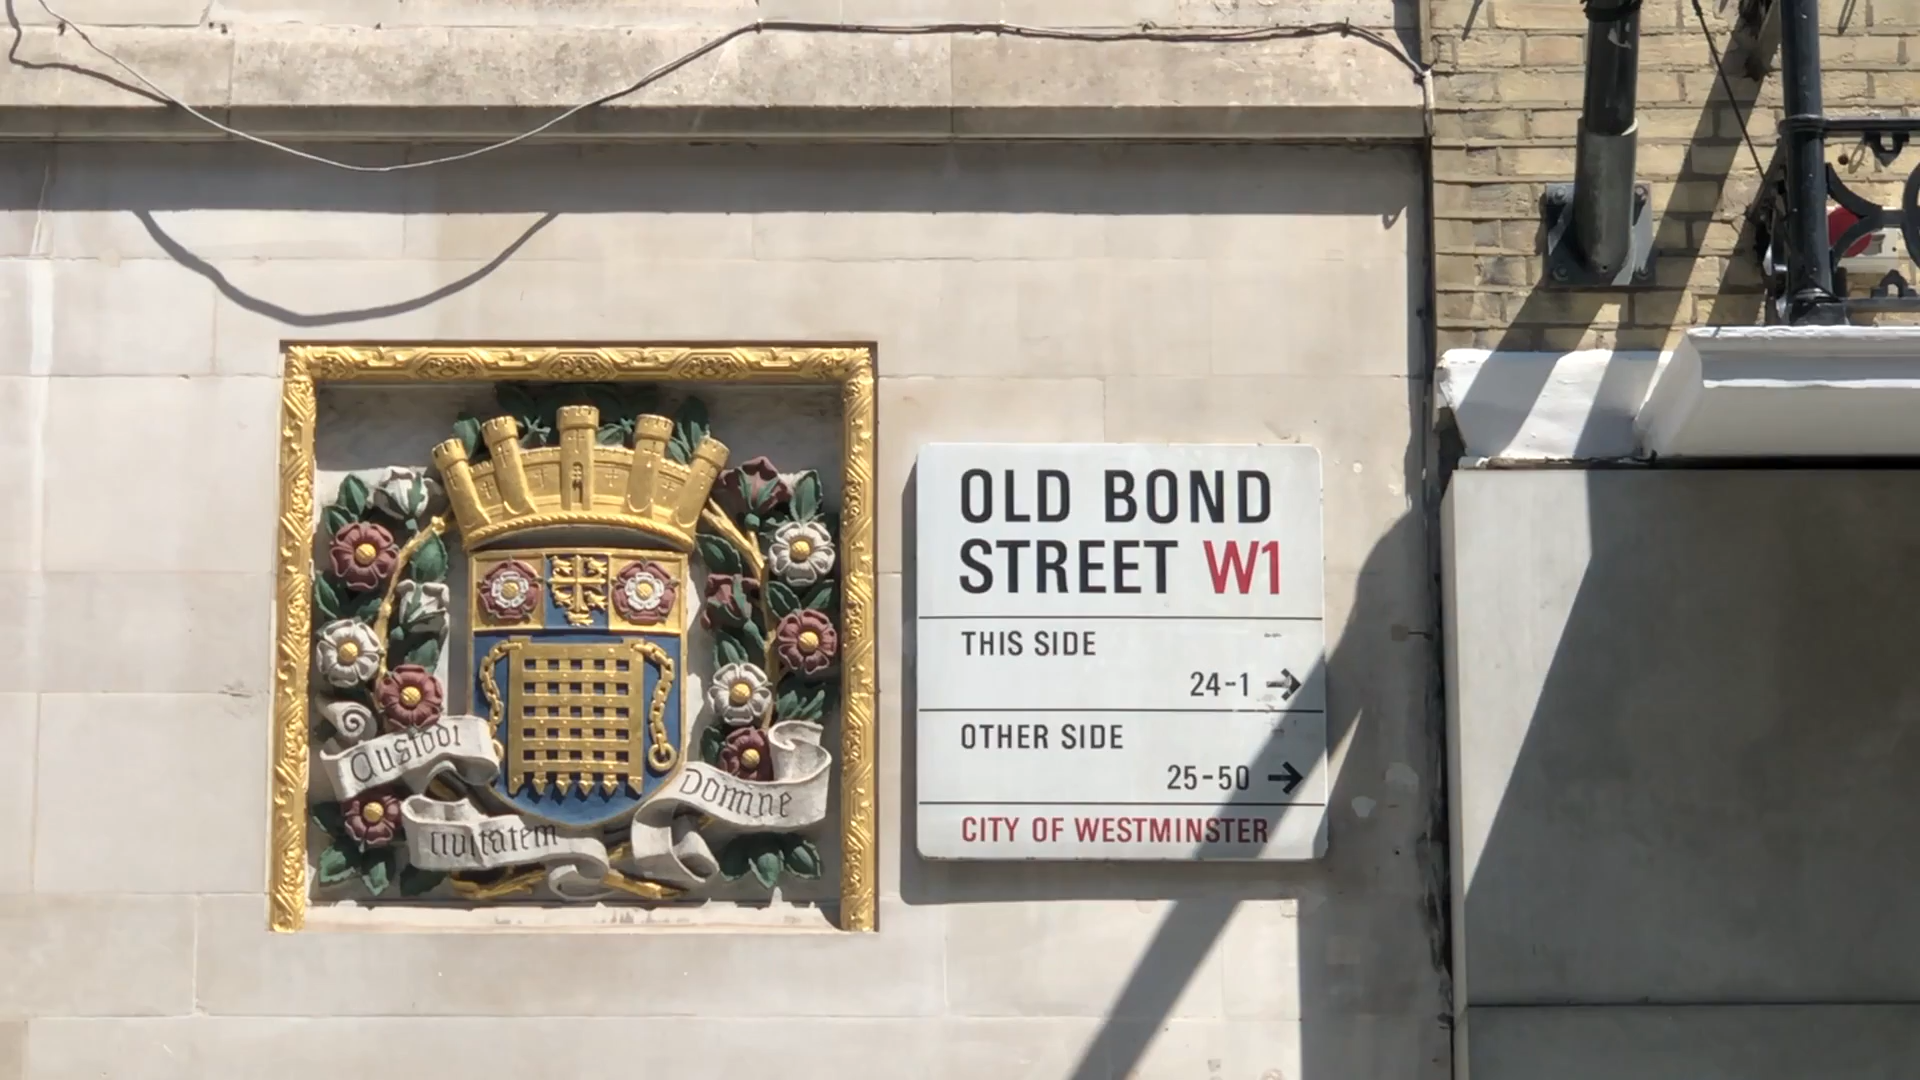 Custodi
Civitatem
Domine
OLD BOND
STREET W1
THIS SIDE
24-1 →
OTHER SIDE
25-50 →
CITY OF WESTMINSTER